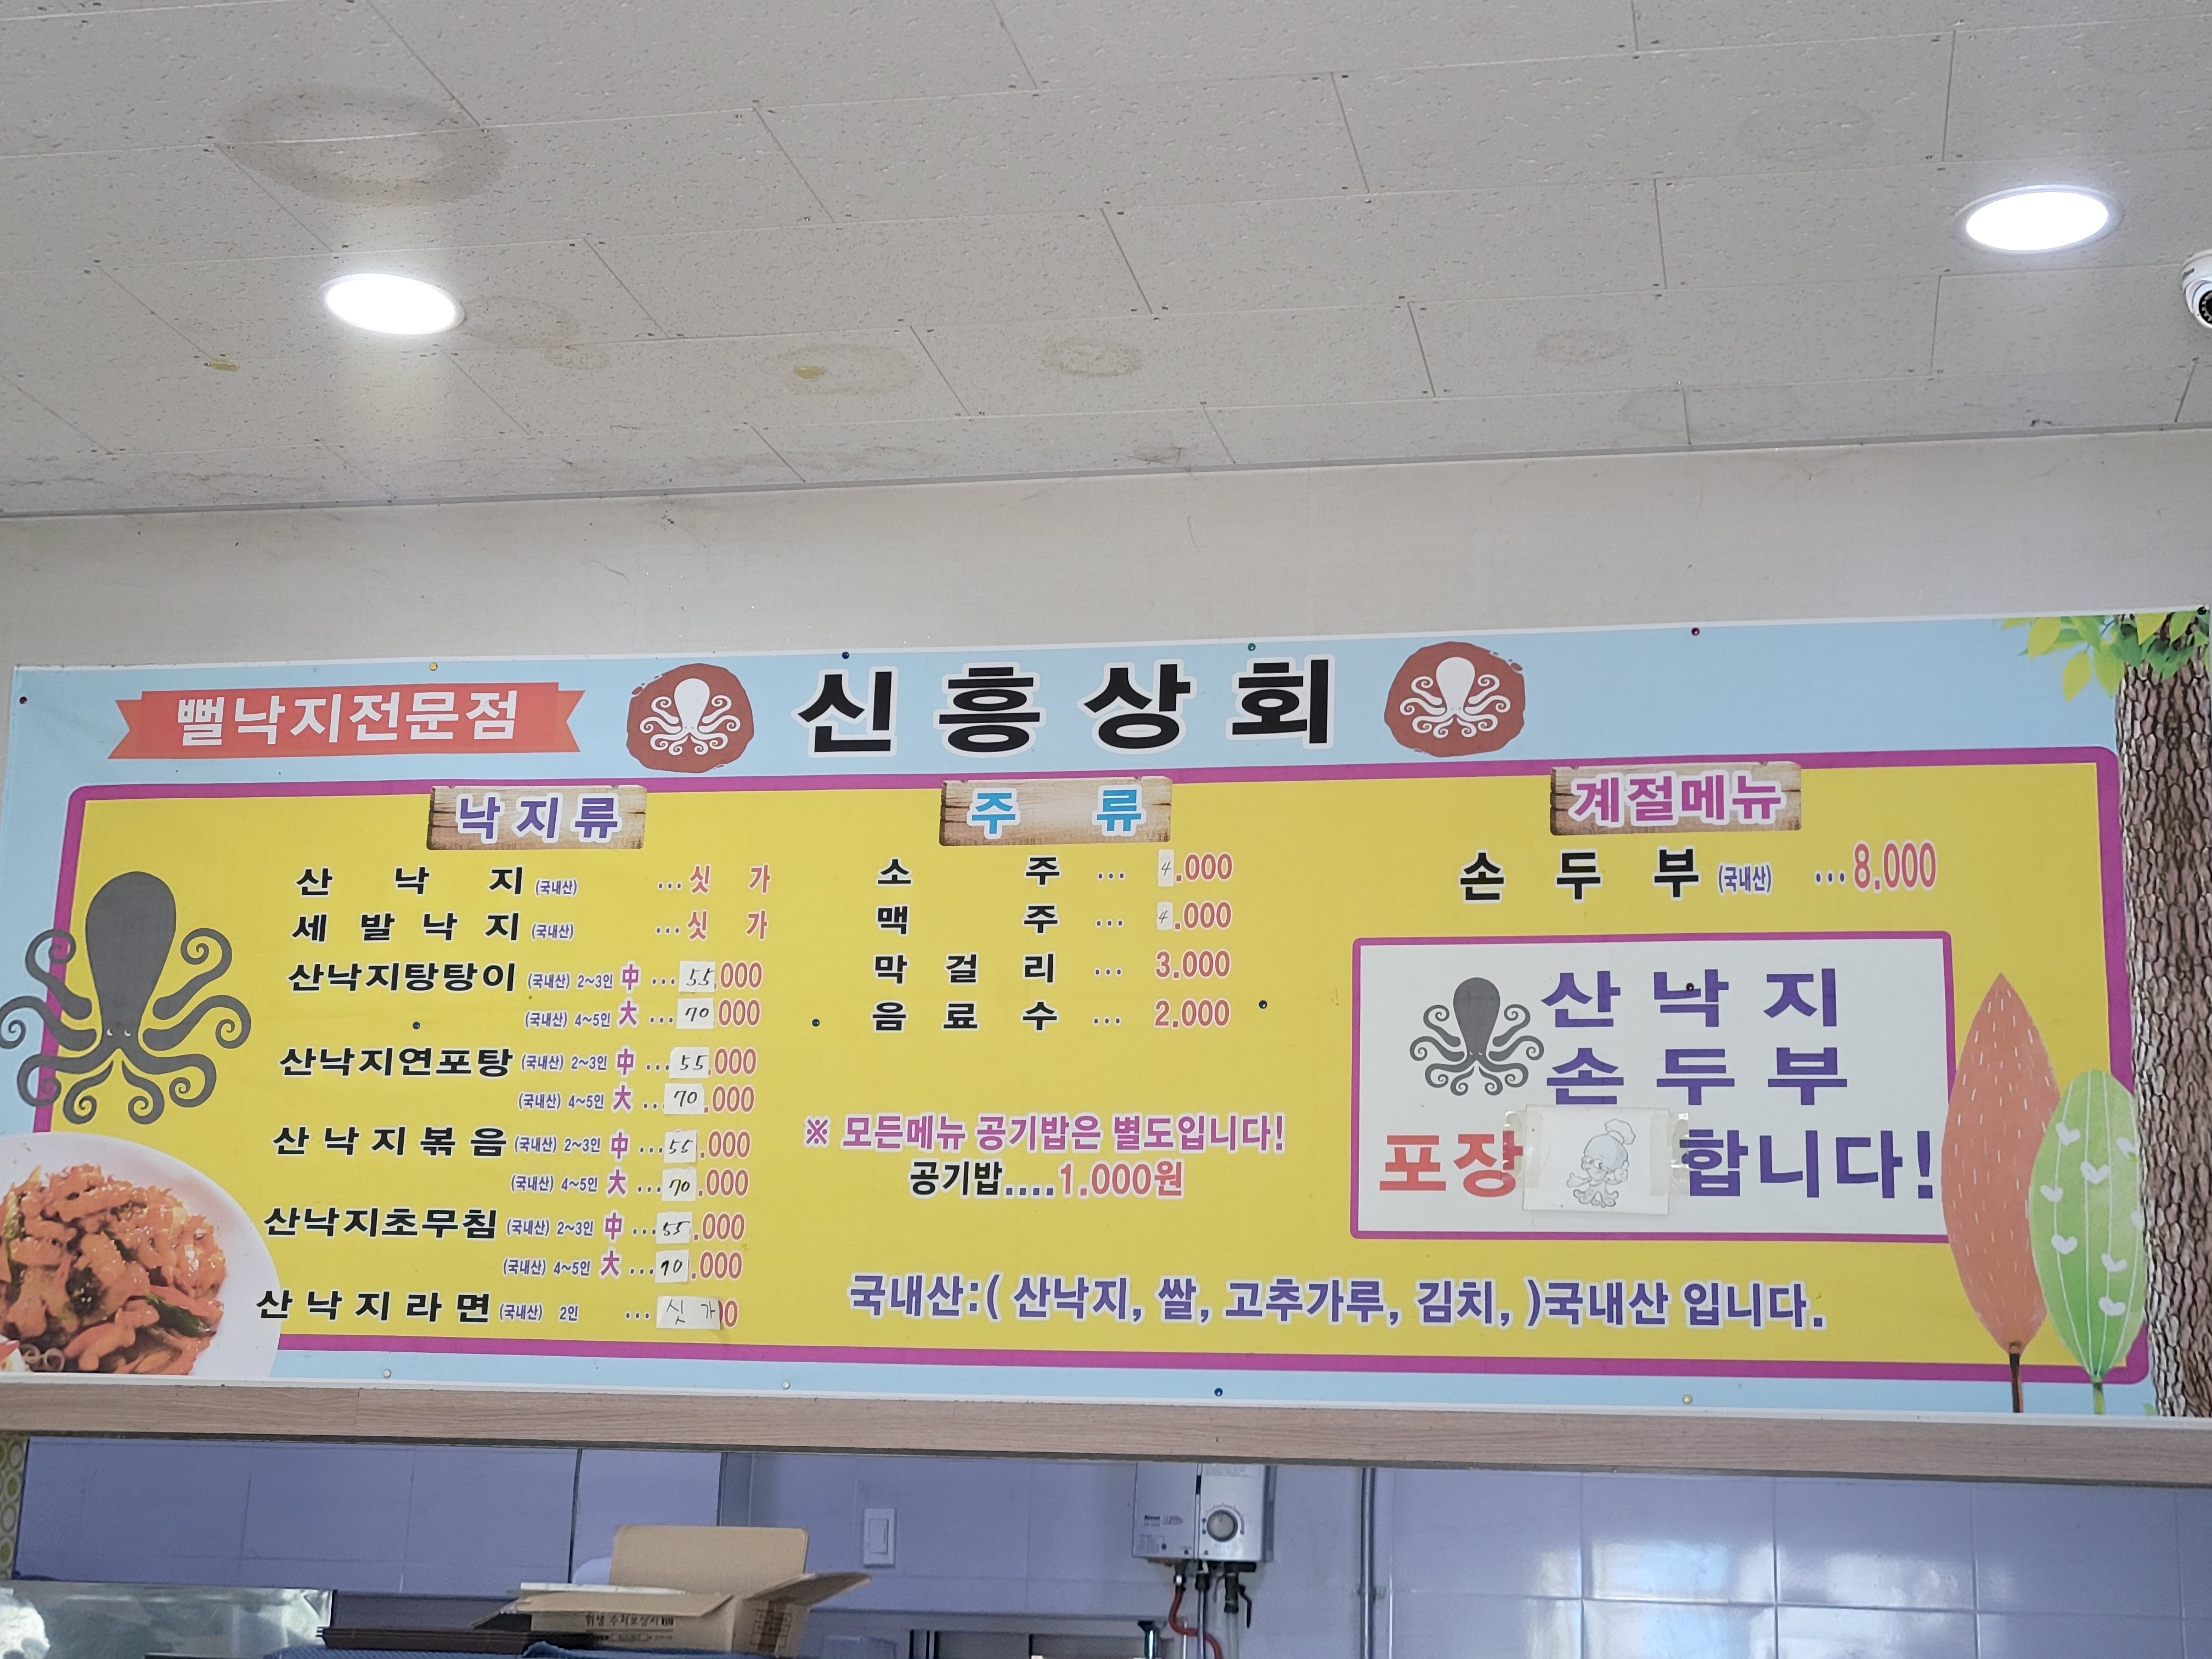 뻘낙지전문점
신흥상회
낙지류
산낙지 (국내산) ...싯가
세발낙지 (국내산) ...싯가
산낙지탕탕이 (국내산) 2~3인 中 ...55.000
(국내산) 4~5인 大 ...70.000
산낙지연포탕 (국내산) 2~3인 中 ...55.000
(국내산) 4~5인 大 ...70.000
산낙지볶음 (국내산) 2~3인 中 ...55.000
(국내산) 4~5인 大 ...70.000
산낙지초무침 (국내산) 2~3인 中 ...55.000
(국내산) 4~5인 大 ...70.000
산낙지라면 (국내산) 2인 ...싯가0
주류
소주 ... 4.000
맥주 ... 4.000
막걸리 ... 3.000
음료수 ... 2.000
※ 모든메뉴 공기밥은 별도입니다!
공기밥....1.000원
계절메뉴
손두부 (국내산) ...8.000
산낙지
손두부
포장 합니다!
국내산:( 산낙지, 쌀, 고추가루, 김치, )국내산 입니다.
Rinnai